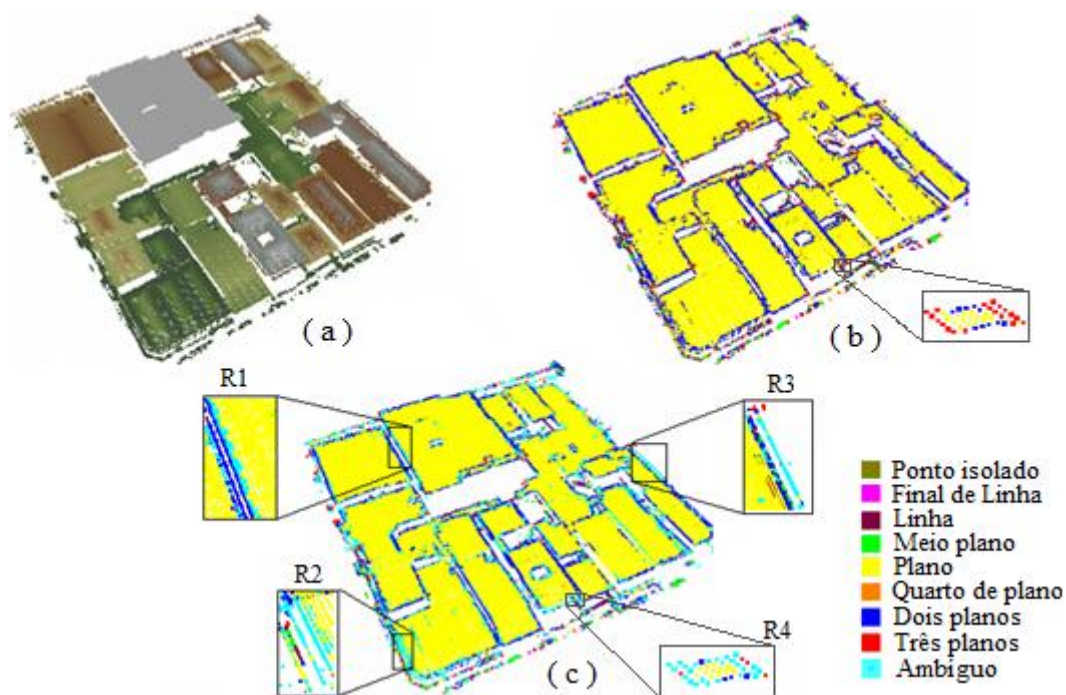 ( a )
( b )
R1
R3
R2
R4
( c )
Ponto isolado
Final de Linha
Linha
Meio plano
Plano
Quarto de plano
Dois planos
Três planos
Ambíguo